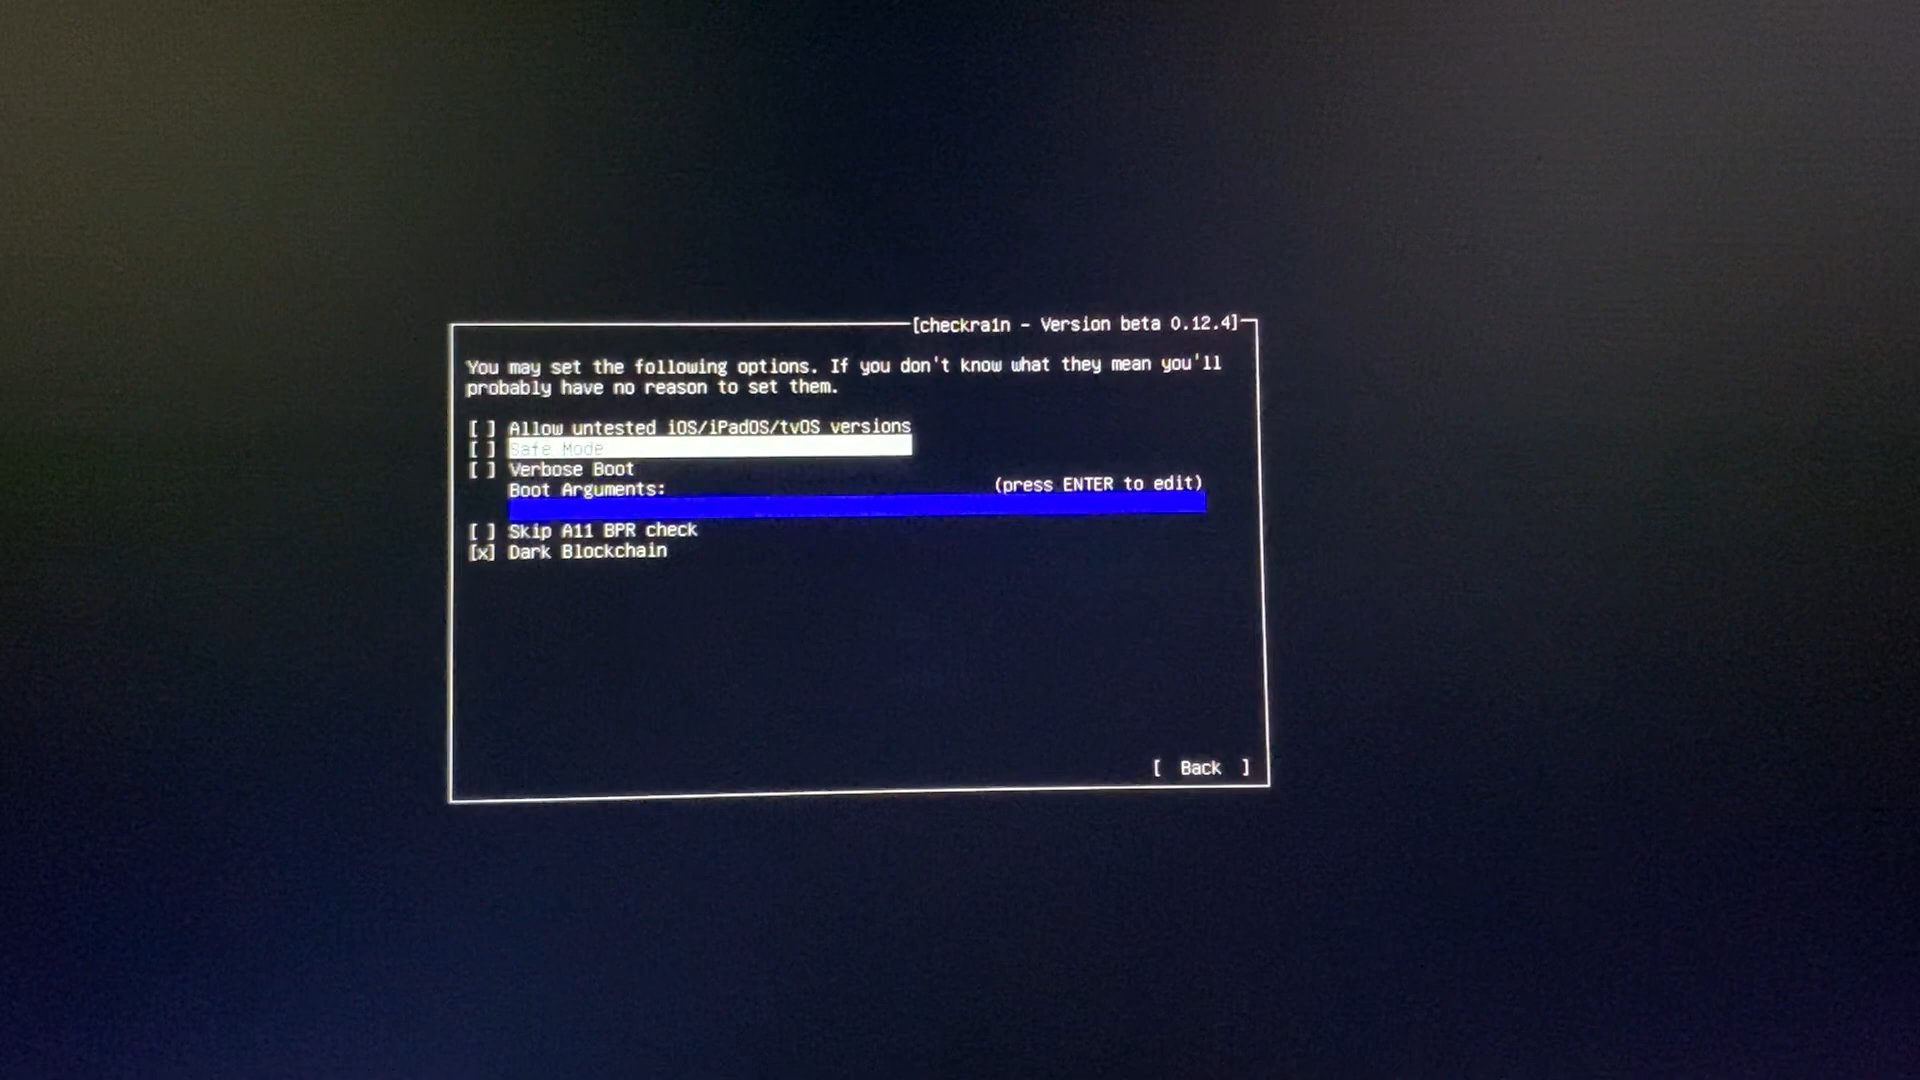 [checkra1n - Version beta 0.12.4]
You may set the following options. If you don't know what they mean you'll
probably have no reason to set them.
[ ] Allow untested iOS/iPadOS/tvOS versions
[ ] Safe Mode
[ ] Verbose Boot
Boot Arguments: (press ENTER to edit)
[ ] Skip A11 BPR check
[x] Dark Blockchain
[ Back ]